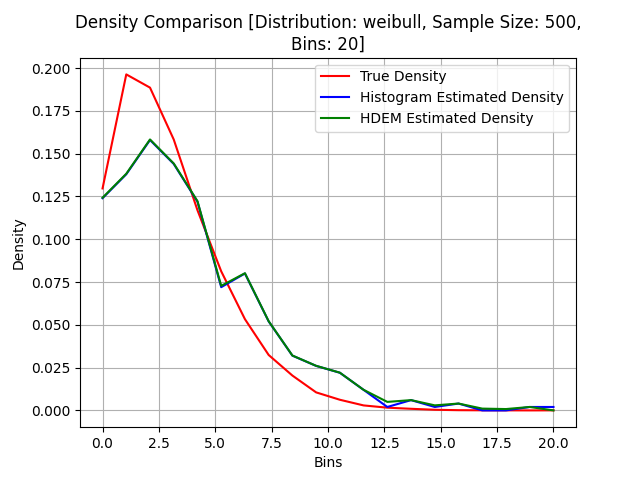 Density Comparison [Distribution: weibull, Sample Size: 500,
Bins: 20]
True Density
Histogram Estimated Density
HDEM Estimated Density
Density
0.200
0.175
0.150
0.125
0.100
0.075
0.050
0.025
0.000
0.0 2.5 5.0 7.5 10.0 12.5 15.0 17.5 20.0
Bins